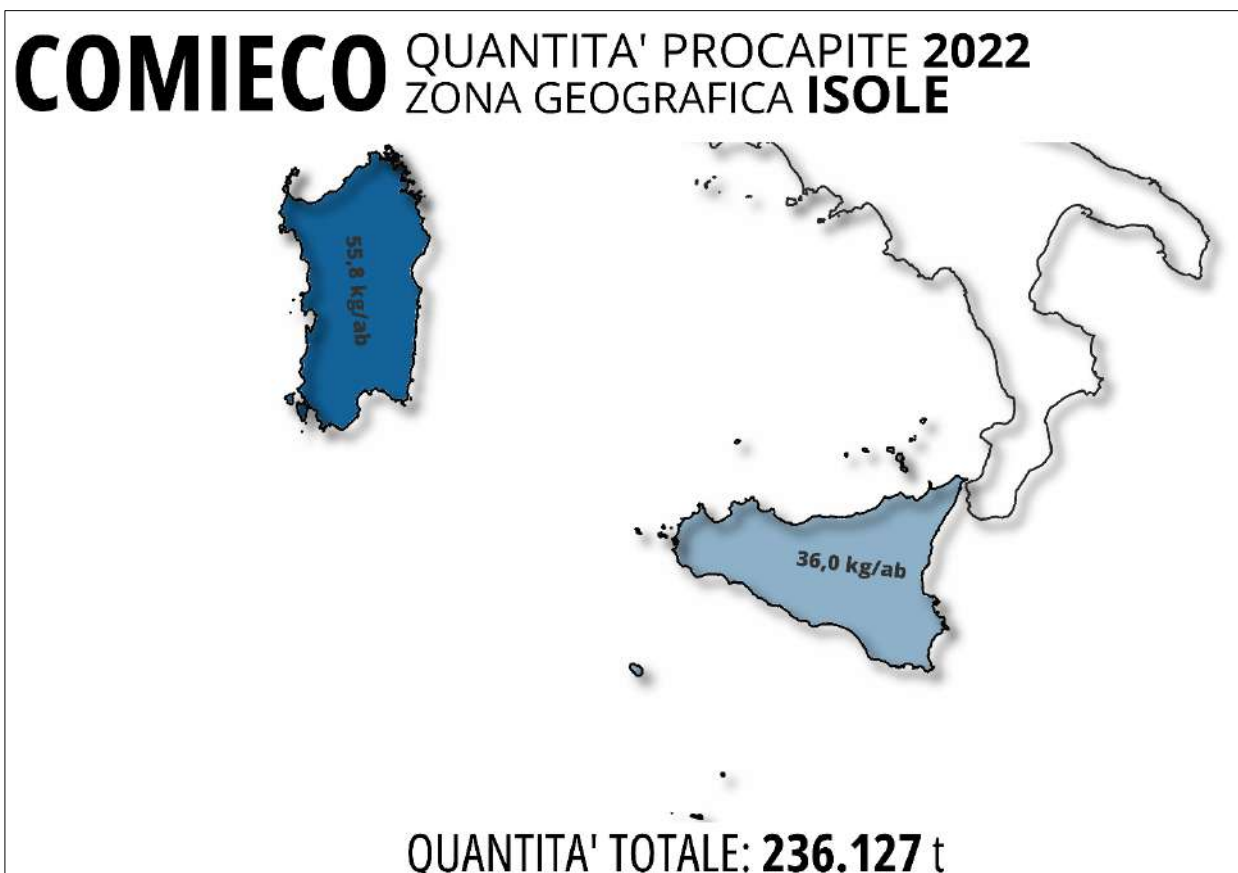 COMIECO
QUANTITA' PROCAPITE 2022
ZONA GEOGRAFICA ISOLE
55,8 kg/ab
36,0 kg/ab
QUANTITA' TOTALE: 236.127 t